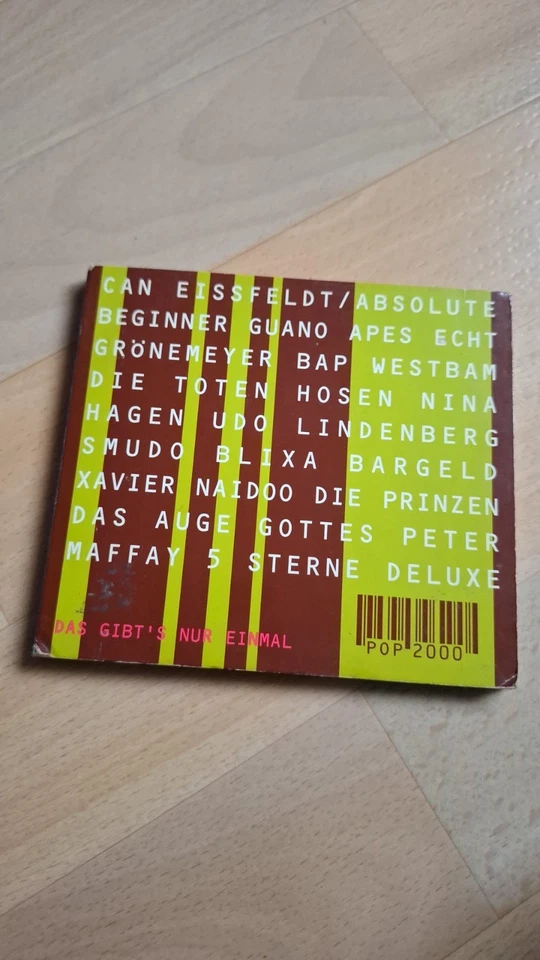 CAN EISSFELDT/ABSOLUTE
BEGINNER GUANO APES ECHT
GRÖNEMEYER BAP WESTBAM
DIE TOTEN HOSEN NINA
HAGEN UDO LINDENBERG
SMUDO BLIXA BARGELD
XAVIER NAIDOO DIE PRINZEN
DAS AUGE GOTTES PETER
MAFFAY 5 STERNE DELUXE
DAS GIBT'S NUR EINMAL
POP 2000